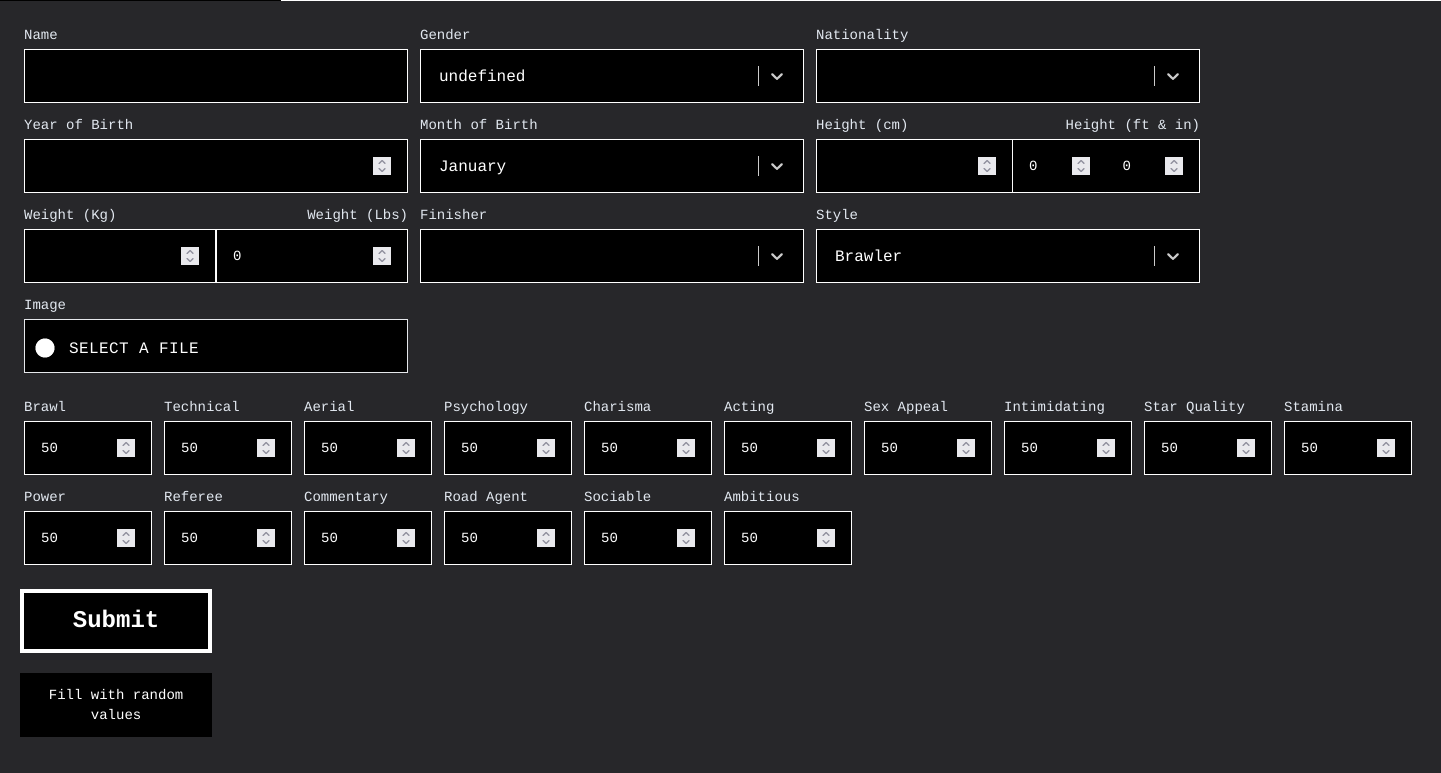 Name Gender Nationality
undefined
Year of Birth Month of Birth Height (cm) Height (ft & in)
January 0 0
Weight (Kg) Weight (Lbs) Finisher Style
0 Brawler
Image
SELECT A FILE
Brawl Technical Aerial Psychology Charisma Acting Sex Appeal Intimidating Star Quality Stamina
50 50 50 50 50 50 50 50 50 50
Power Referee Commentary Road Agent Sociable Ambitious
50 50 50 50 50 50
Submit
Fill with random
values